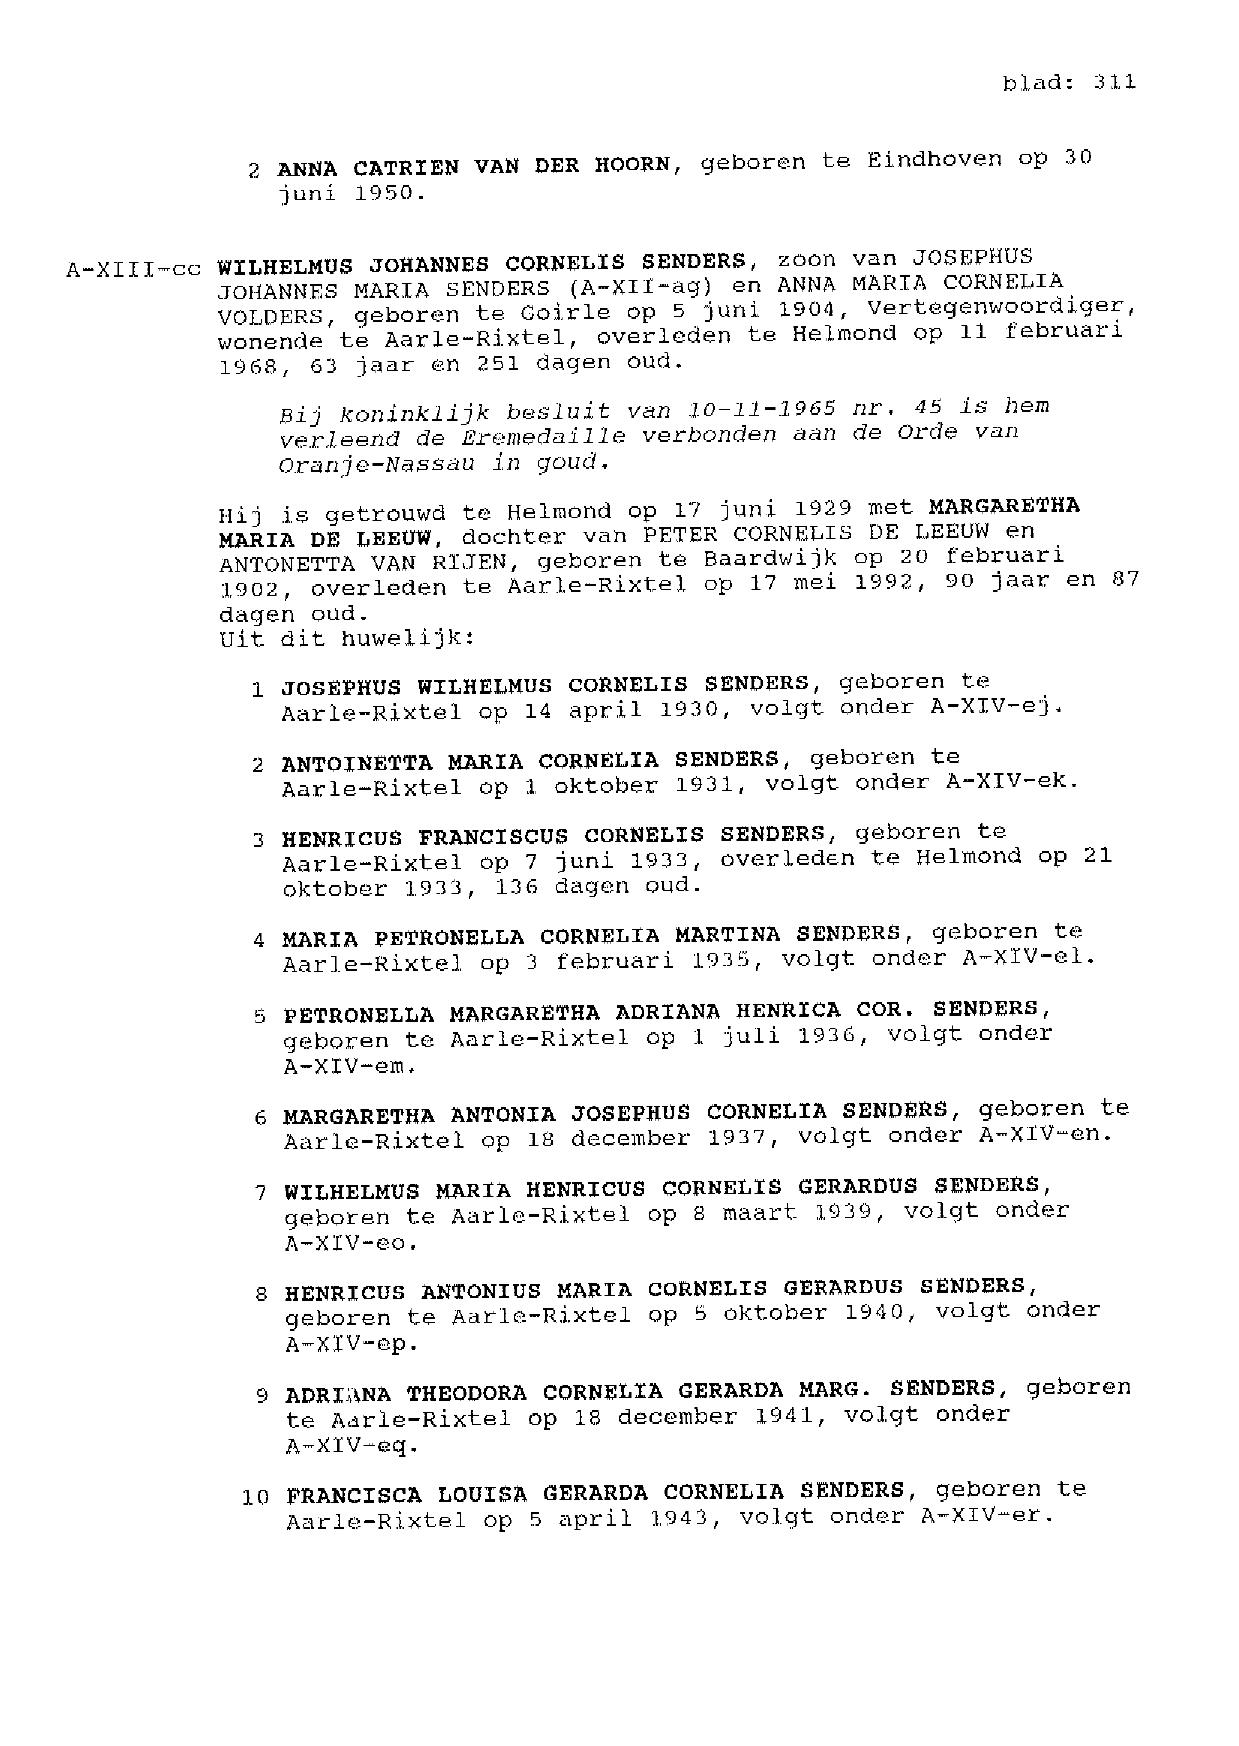 blad: 311
2 ANNA CATRIEN VAN DER HOORN, geboren te Eindhoven op 30
juni 1950.
A-XIII-cc WILHELMUS JOHANNES CORNELIS SENDERS, zoon van JOSEPHUS
JOHANNES MARIA SENDERS (A-XII-ag) en ANNA MARIA CORNELIA
VOLDERS, geboren te Goirle op 5 juni 1904, Vertegenwoordiger,
wonende te Aarle-Rixtel, overleden te Helmond op 11 februari
1968, 63 jaar en 251 dagen oud.
Bij koninklijk besluit van 10-11-1965 nr. 45 is hem
verleend de Eremedaille verbonden aan de Orde van
Oranje-Nassau in goud.
Hij is getrouwd te Helmond op 17 juni 1929 met MARGARETHA
MARIA DE LEEUW, dochter van PETER CORNELIS DE LEEUW en
ANTONETTA VAN RIJEN, geboren te Baardwijk op 20 februari
1902, overleden te Aarle-Rixtel op 17 mei 1992, 90 jaar en 87
dagen oud.
Uit dit huwelijk:
1 JOSEPHUS WILHELMUS CORNELIS SENDERS, geboren te
Aarle-Rixtel op 14 april 1930, volgt onder A-XIV-ej.
2 ANTOINETTA MARIA CORNELIA SENDERS, geboren te
Aarle-Rixtel op 1 oktober 1931, volgt onder A-XIV-ek.
3 HENRICUS FRANCISCUS CORNELIS SENDERS, geboren te
Aarle-Rixtel op 7 juni 1933, overleden te Helmond op 21
oktober 1933, 136 dagen oud.
4 MARIA PETRONELLA CORNELIA MARTINA SENDERS, geboren te
Aarle-Rixtel op 3 februari 1935, volgt onder A-XIV-el.
5 PETRONELLA MARGARETHA ADRIANA HENRICA COR. SENDERS,
geboren te Aarle-Rixtel op 1 juli 1936, volgt onder
A-XIV-em.
6 MARGARETHA ANTONIA JOSEPHUS CORNELIA SENDERS, geboren te
Aarle-Rixtel op 18 december 1937, volgt onder A-XIV-en.
7 WILHELMUS MARIA HENRICUS CORNELIS GERARDUS SENDERS,
geboren te Aarle-Rixtel op 8 maart 1939, volgt onder
A-XIV-eo.
8 HENRICUS ANTONIUS MARIA CORNELIS GERARDUS SENDERS,
geboren te Aarle-Rixtel op 5 oktober 1940, volgt onder
A-XIV-ep.
9 ADRIANA THEODORA CORNELIA GERARDA MARG. SENDERS, geboren
te Aarle-Rixtel op 18 december 1941, volgt onder
A-XIV-eq.
10 FRANCISCA LOUISA GERARDA CORNELIA SENDERS, geboren te
Aarle-Rixtel op 5 april 1943, volgt onder A-XIV-er.